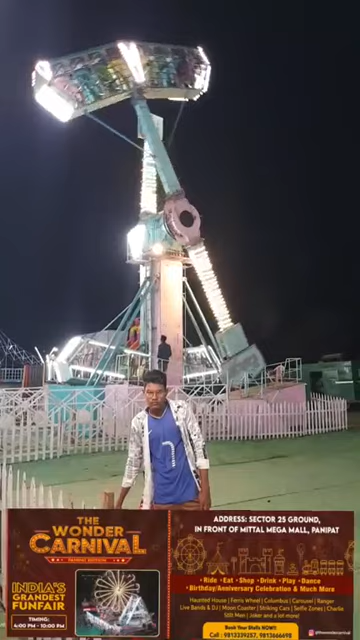 7
THE
WONDER
CARNIVAL
INDIA'S
GRANDEST
FUNFAIR
TIMING:
4:00 PM - 10:00 PM
ADDRESS: SECTOR 25 GROUND,
IN FRONT OF MITTAL MEGA MALL, PANIPAT
• Ride • Eat • Shop • Drink • Play • Dance
• Birthday/Anniversary Celebration & Much More
Haunted House | Ferris Wheel | Columbus | Carousel | Ranger
Live Bands & DJ | Moon Coaster | Striking Cars | Selfie Zones | Charlie
Slitt Man | Joker and a lot more!
Book Your Stalls NOW!!!
Call :